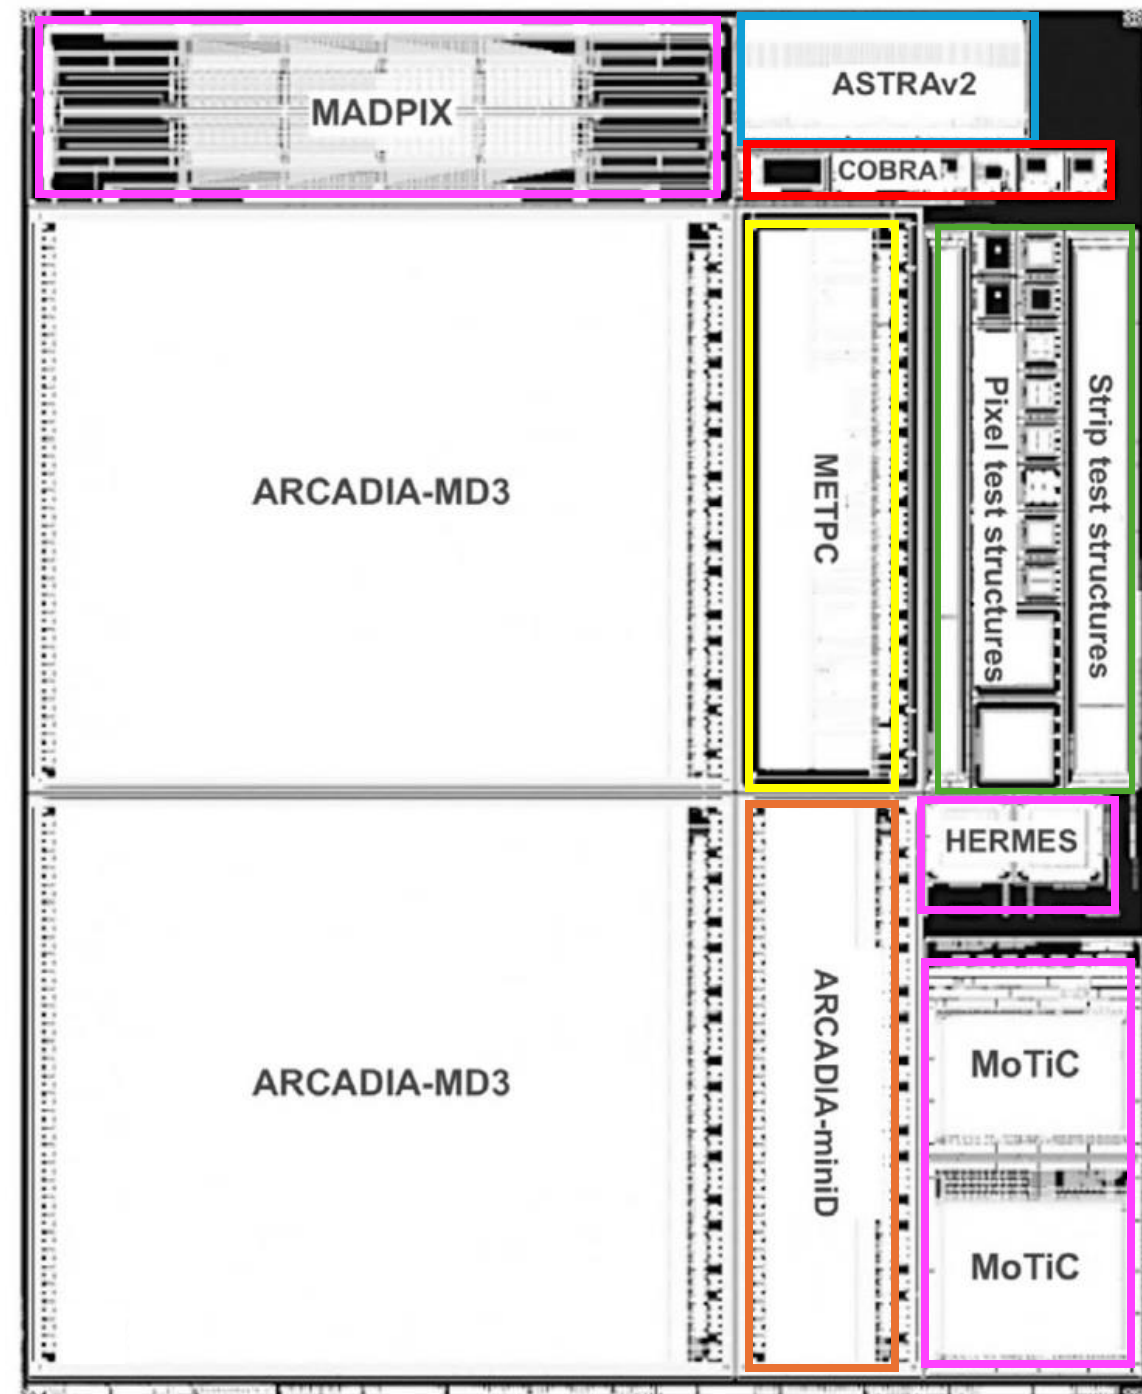 MADPIX
ASTRAv2
COBRA
ARCADIA-MD3
METPC
Pixel test structures
Strip test structures
HERMES
ARCADIA-MD3
ARCADIA-miniD
MoTiC
MoTiC